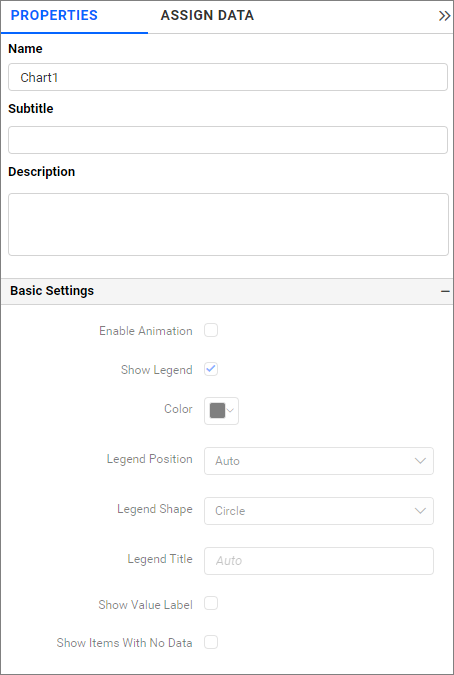 PROPERTIES ASSIGN DATA
Name
Chart1
Subtitle
Description
Basic Settings
Enable Animation
Show Legend
Color
Legend Position Auto
Legend Shape Circle
Legend Title Auto
Show Value Label
Show Items With No Data